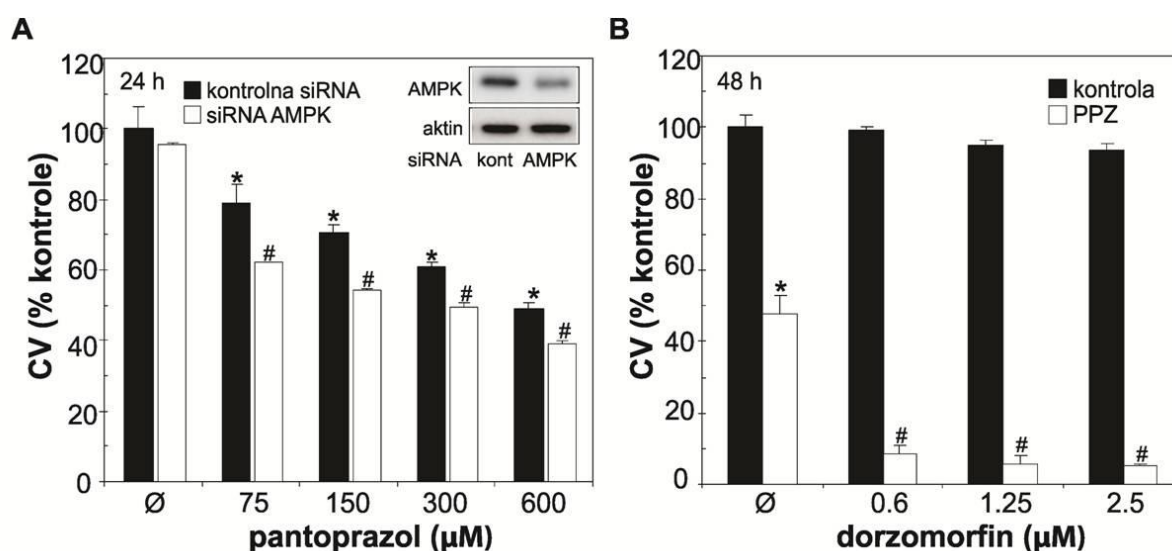 A
120
100
80
60
40
20
0
CV (% kontrole)
24 h
kontrolna siRNA
siRNA AMPK
AMPK
aktin
siRNA kont AMPK
*
#
*
#
*
#
*
#
Ø 75 150 300 600
pantoprazol (µM)
B
120
100
80
60
40
20
0
CV (% kontrole)
48 h
kontrola
PPZ
*
#
#
#
Ø 0.6 1.25 2.5
dorzomorfin (µM)